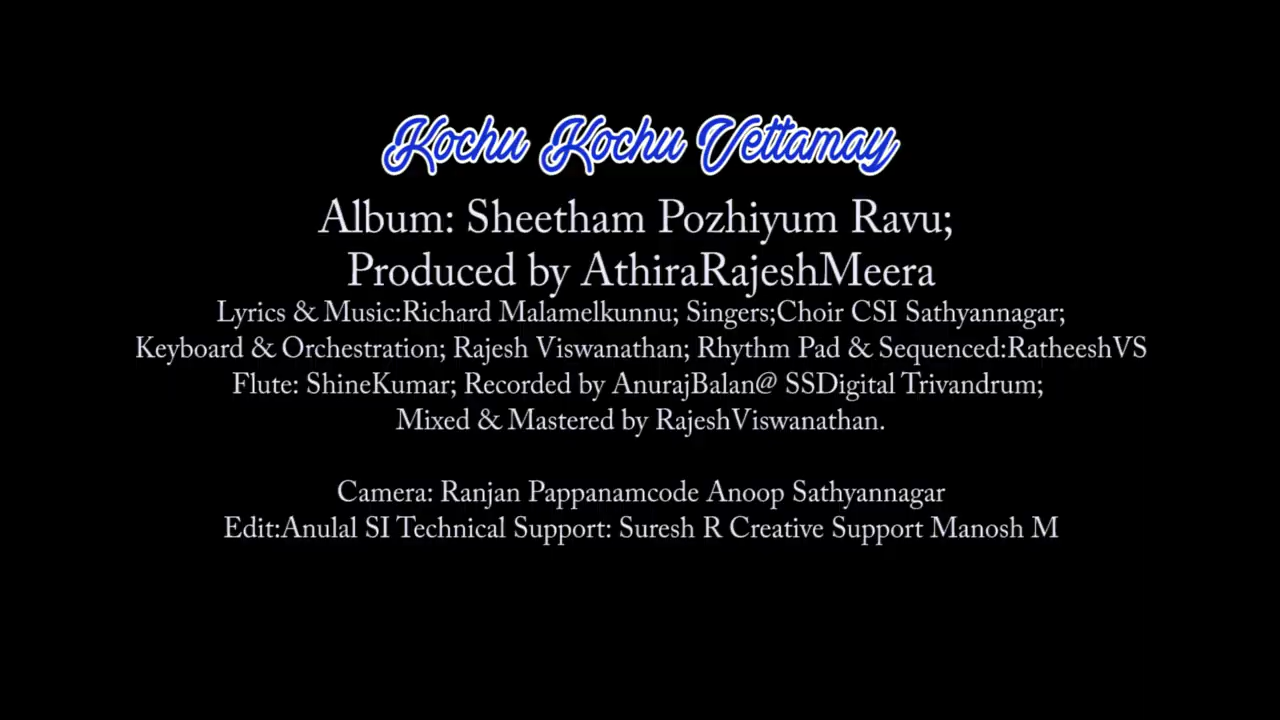 Kochu Kochu Vettamay
Album: Sheetham Pozhiyum Ravu;
Produced by AthiraRajeshMeera
Lyrics & Music:Richard Malamelkunnu; Singers;Choir CSI Sathyannagar;
Keyboard & Orchestration; Rajesh Viswanathan; Rhythm Pad & Sequenced:RatheeshVS
Flute: ShineKumar; Recorded by AnurajBalan@ SSDigital Trivandrum;
Mixed & Mastered by RajeshViswanathan.
Camera: Ranjan Pappanamcode Anoop Sathyannagar
Edit:Anulal SI Technical Support: Suresh R Creative Support Manosh M